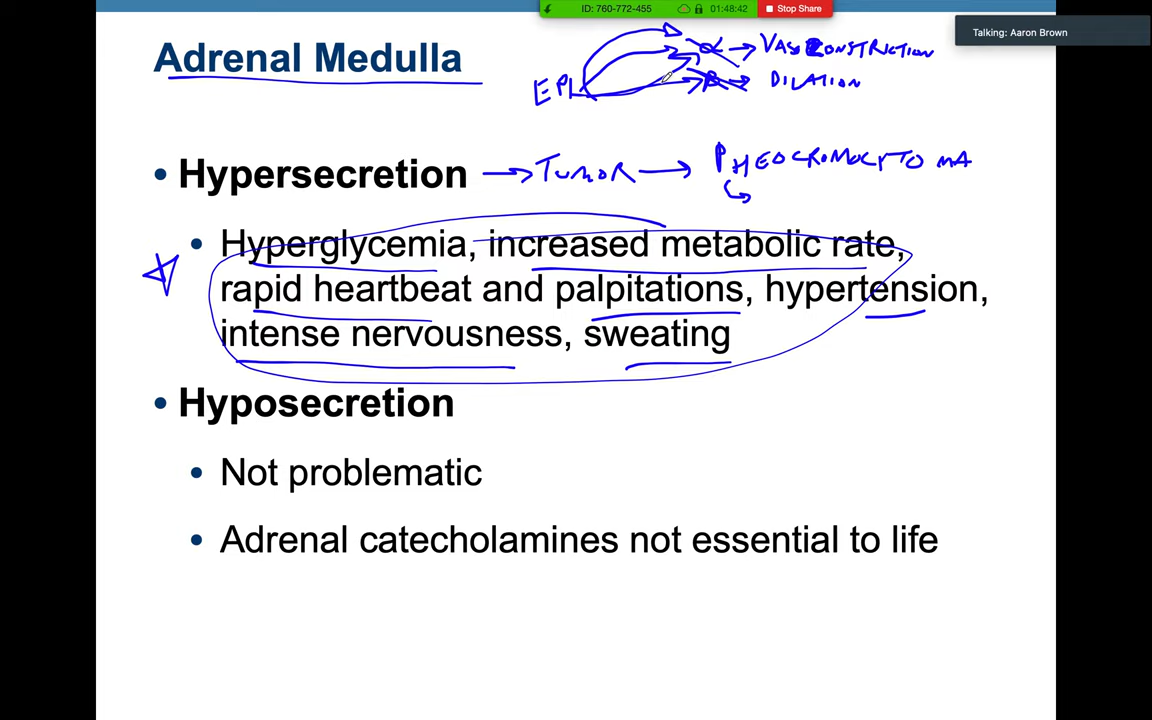 ID: 760-772-455
01:48:42
Stop Share
Talking: Aaron Brown
Adrenal Medulla
EPI
α → VASOCONSTRICTION
β → DILATION
• Hypersecretion → TUMOR → PHEOCROMOCYTOMA
• Hyperglycemia, increased metabolic rate,
rapid heartbeat and palpitations, hypertension,
intense nervousness, sweating
• Hyposecretion
• Not problematic
• Adrenal catecholamines not essential to life